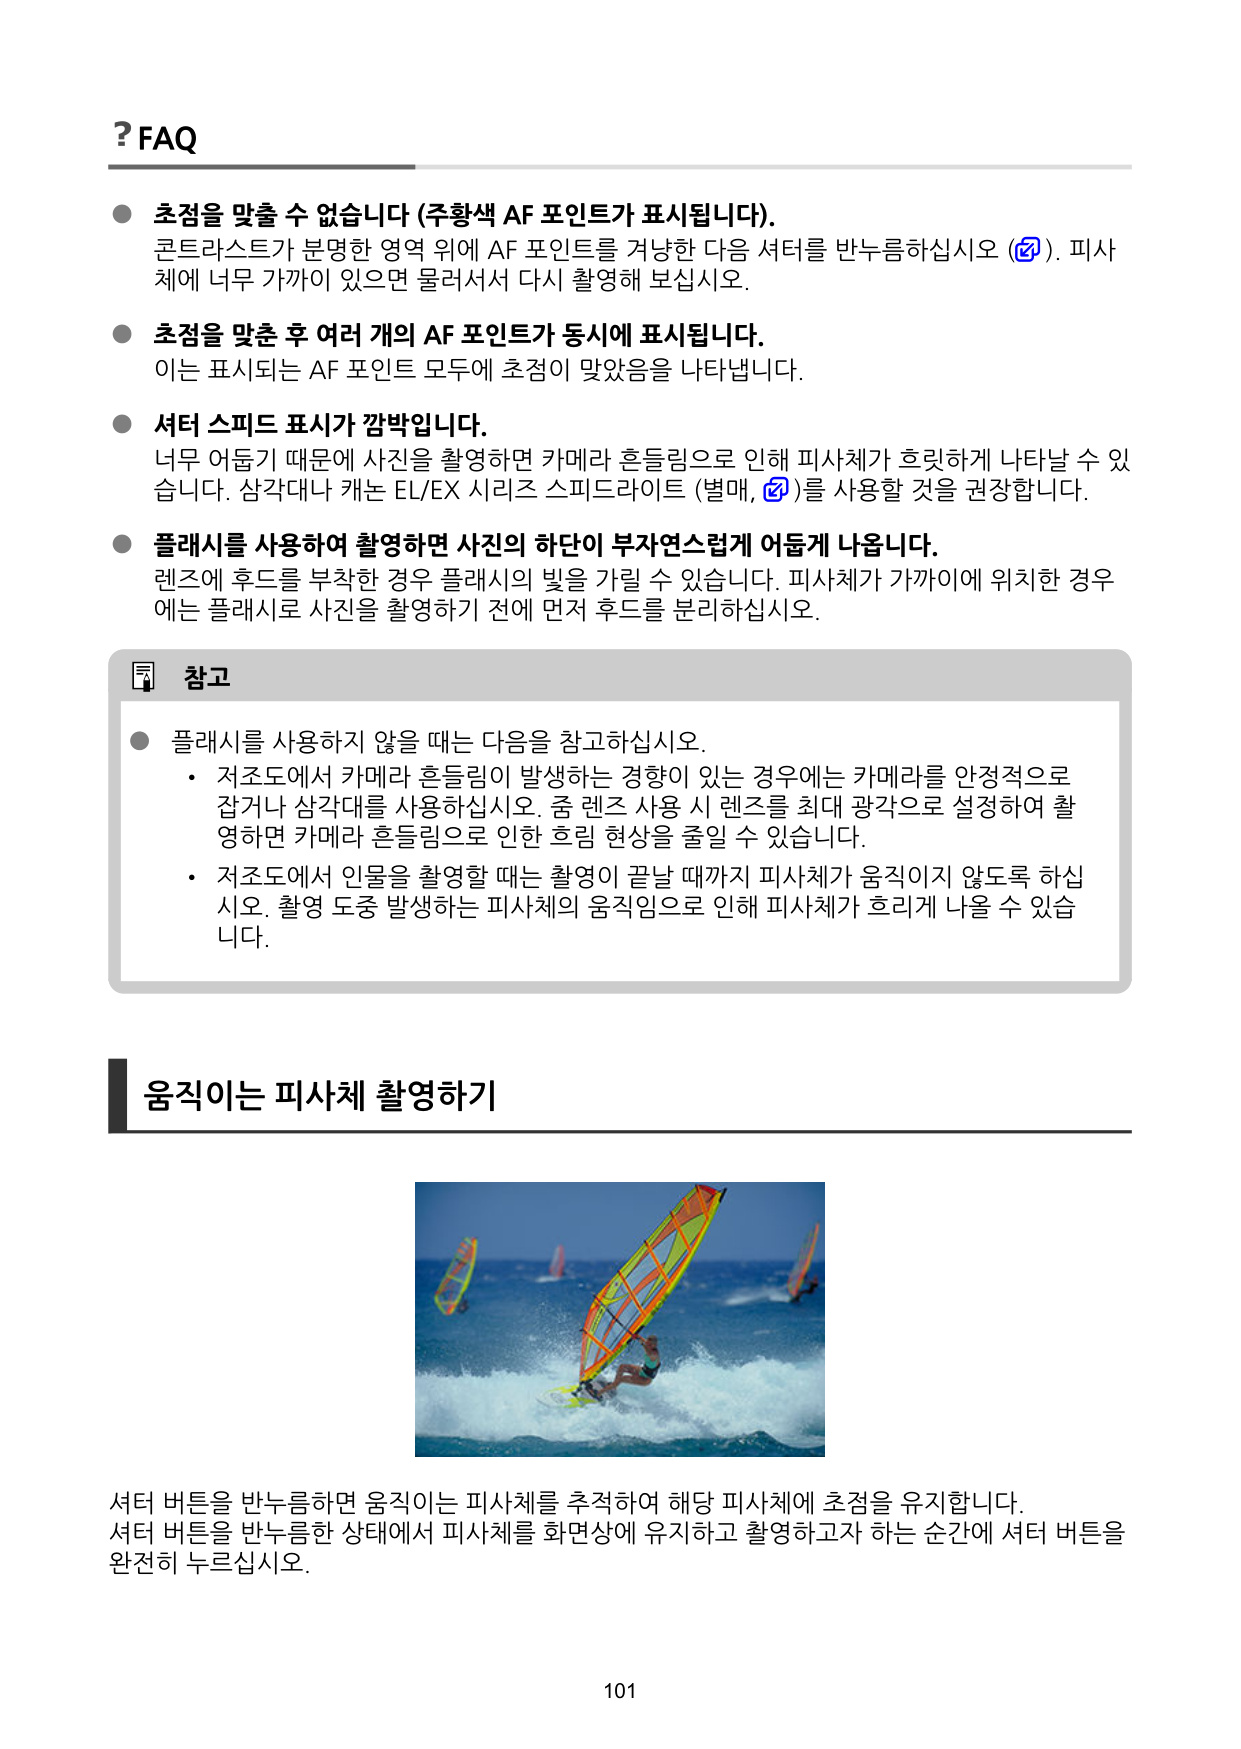 ? FAQ
● 초점을 맞출 수 없습니다 (주황색 AF 포인트가 표시됩니다).
콘트라스트가 분명한 영역 위에 AF 포인트를 겨냥한 다음 셔터를 반누름하십시오 ( ). 피사
체에 너무 가까이 있으면 물러서서 다시 촬영해 보십시오.
● 초점을 맞춘 후 여러 개의 AF 포인트가 동시에 표시됩니다.
이는 표시되는 AF 포인트 모두에 초점이 맞았음을 나타냅니다.
● 셔터 스피드 표시가 깜박입니다.
너무 어둡기 때문에 사진을 촬영하면 카메라 흔들림으로 인해 피사체가 흐릿하게 나타날 수 있
습니다. 삼각대나 캐논 EL/EX 시리즈 스피드라이트 (별매, )를 사용할 것을 권장합니다.
● 플래시를 사용하여 촬영하면 사진의 하단이 부자연스럽게 어둡게 나옵니다.
렌즈에 후드를 부착한 경우 플래시의 빛을 가릴 수 있습니다. 피사체가 가까이에 위치한 경우
에는 플래시로 사진을 촬영하기 전에 먼저 후드를 분리하십시오.
참고
● 플래시를 사용하지 않을 때는 다음을 참고하십시오.
• 저조도에서 카메라 흔들림이 발생하는 경향이 있는 경우에는 카메라를 안정적으로
잡거나 삼각대를 사용하십시오. 줌 렌즈 사용 시 렌즈를 최대 광각으로 설정하여 촬
영하면 카메라 흔들림으로 인한 흐림 현상을 줄일 수 있습니다.
• 저조도에서 인물을 촬영할 때는 촬영이 끝날 때까지 피사체가 움직이지 않도록 하십
시오. 촬영 도중 발생하는 피사체의 움직임으로 인해 피사체가 흐리게 나올 수 있습
니다.
움직이는 피사체 촬영하기
셔터 버튼을 반누름하면 움직이는 피사체를 추적하여 해당 피사체에 초점을 유지합니다.
셔터 버튼을 반누름한 상태에서 피사체를 화면상에 유지하고 촬영하고자 하는 순간에 셔터 버튼을
완전히 누르십시오.
101